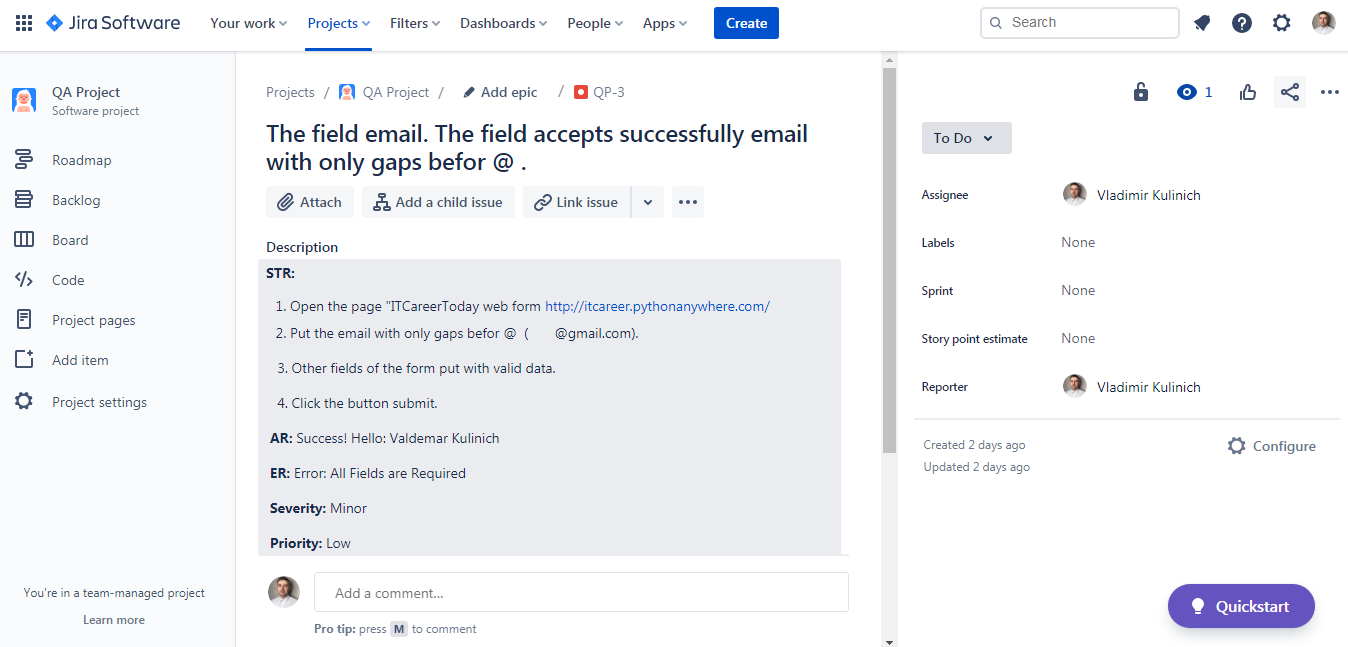 Jira Software
Your work
Projects
Filters
Dashboards
People
Apps
Create
Search
QA Project
Software project
Roadmap
Backlog
Board
Code
Project pages
Add item
Project settings
You're in a team-managed project
Learn more
Projects / QA Project / Add epic / QP-3
The field email. The field accepts successfully email
with only gaps befor @ .
Attach
Add a child issue
Link issue
Description
STR:
1. Open the page "ITCareerToday web form http://itcareer.pythonanywhere.com/
2. Put the email with only gaps befor @ (       @gmail.com).
3. Other fields of the form put with valid data.
4. Click the button submit.
AR: Success! Hello: Valdemar Kulinich
ER: Error: All Fields are Required
Severity: Minor
Priority: Low
Add a comment...
Pro tip: press M to comment
1
To Do
Assignee Vladimir Kulinich
Labels None
Sprint None
Story point estimate None
Reporter Vladimir Kulinich
Created 2 days ago
Updated 2 days ago
Configure
Quickstart